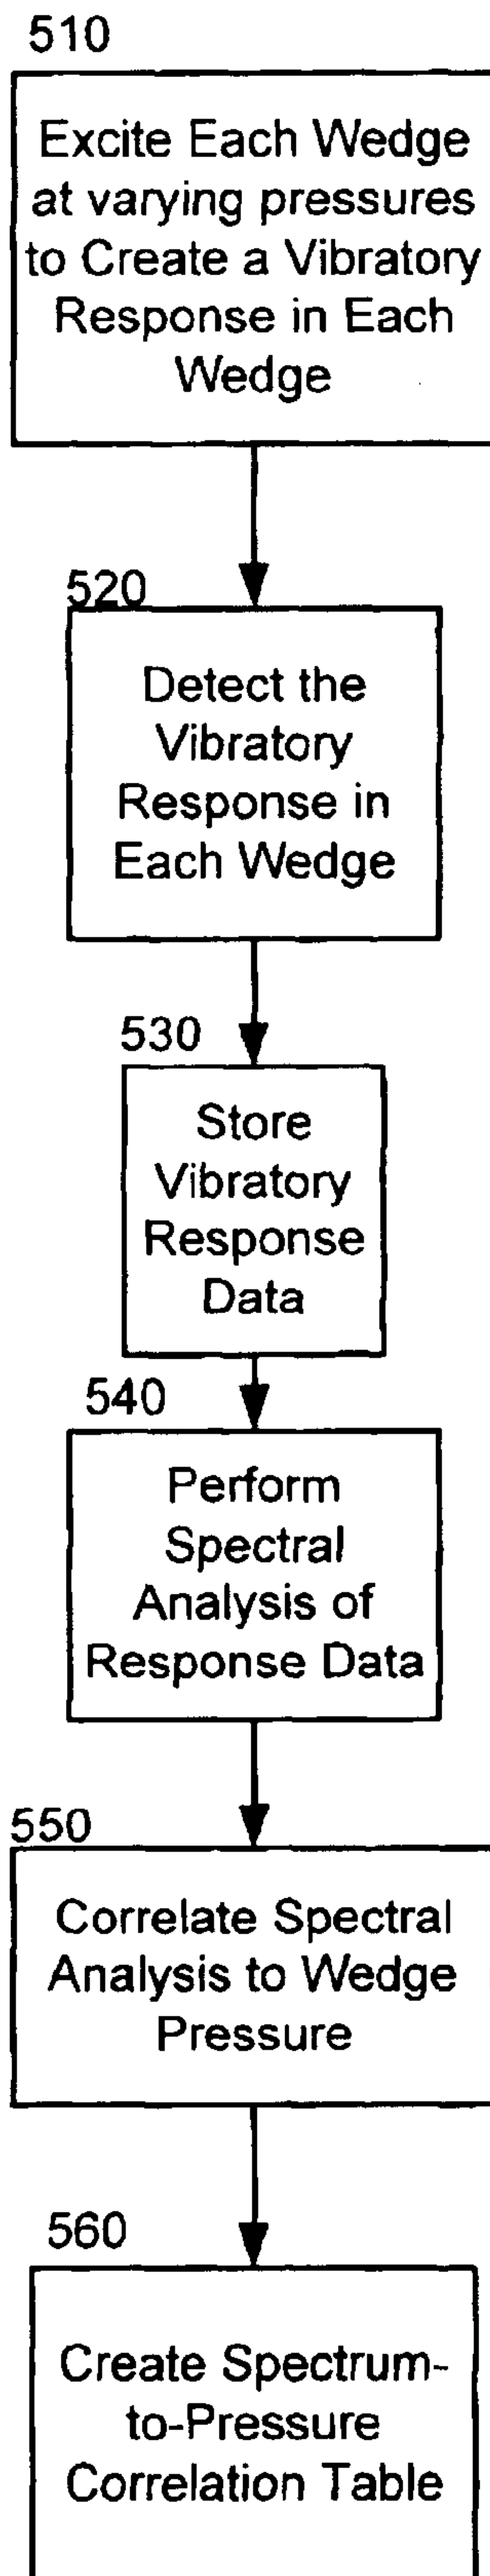 510
Excite Each Wedge
at varying pressures
to Create a Vibratory
Response in Each
Wedge
520
Detect the
Vibratory
Response in
Each Wedge
530
Store
Vibratory
Response
Data
540
Perform
Spectral
Analysis of
Response Data
550
Correlate Spectral
Analysis to Wedge
Pressure
560
Create Spectrum-
to-Pressure
Correlation Table